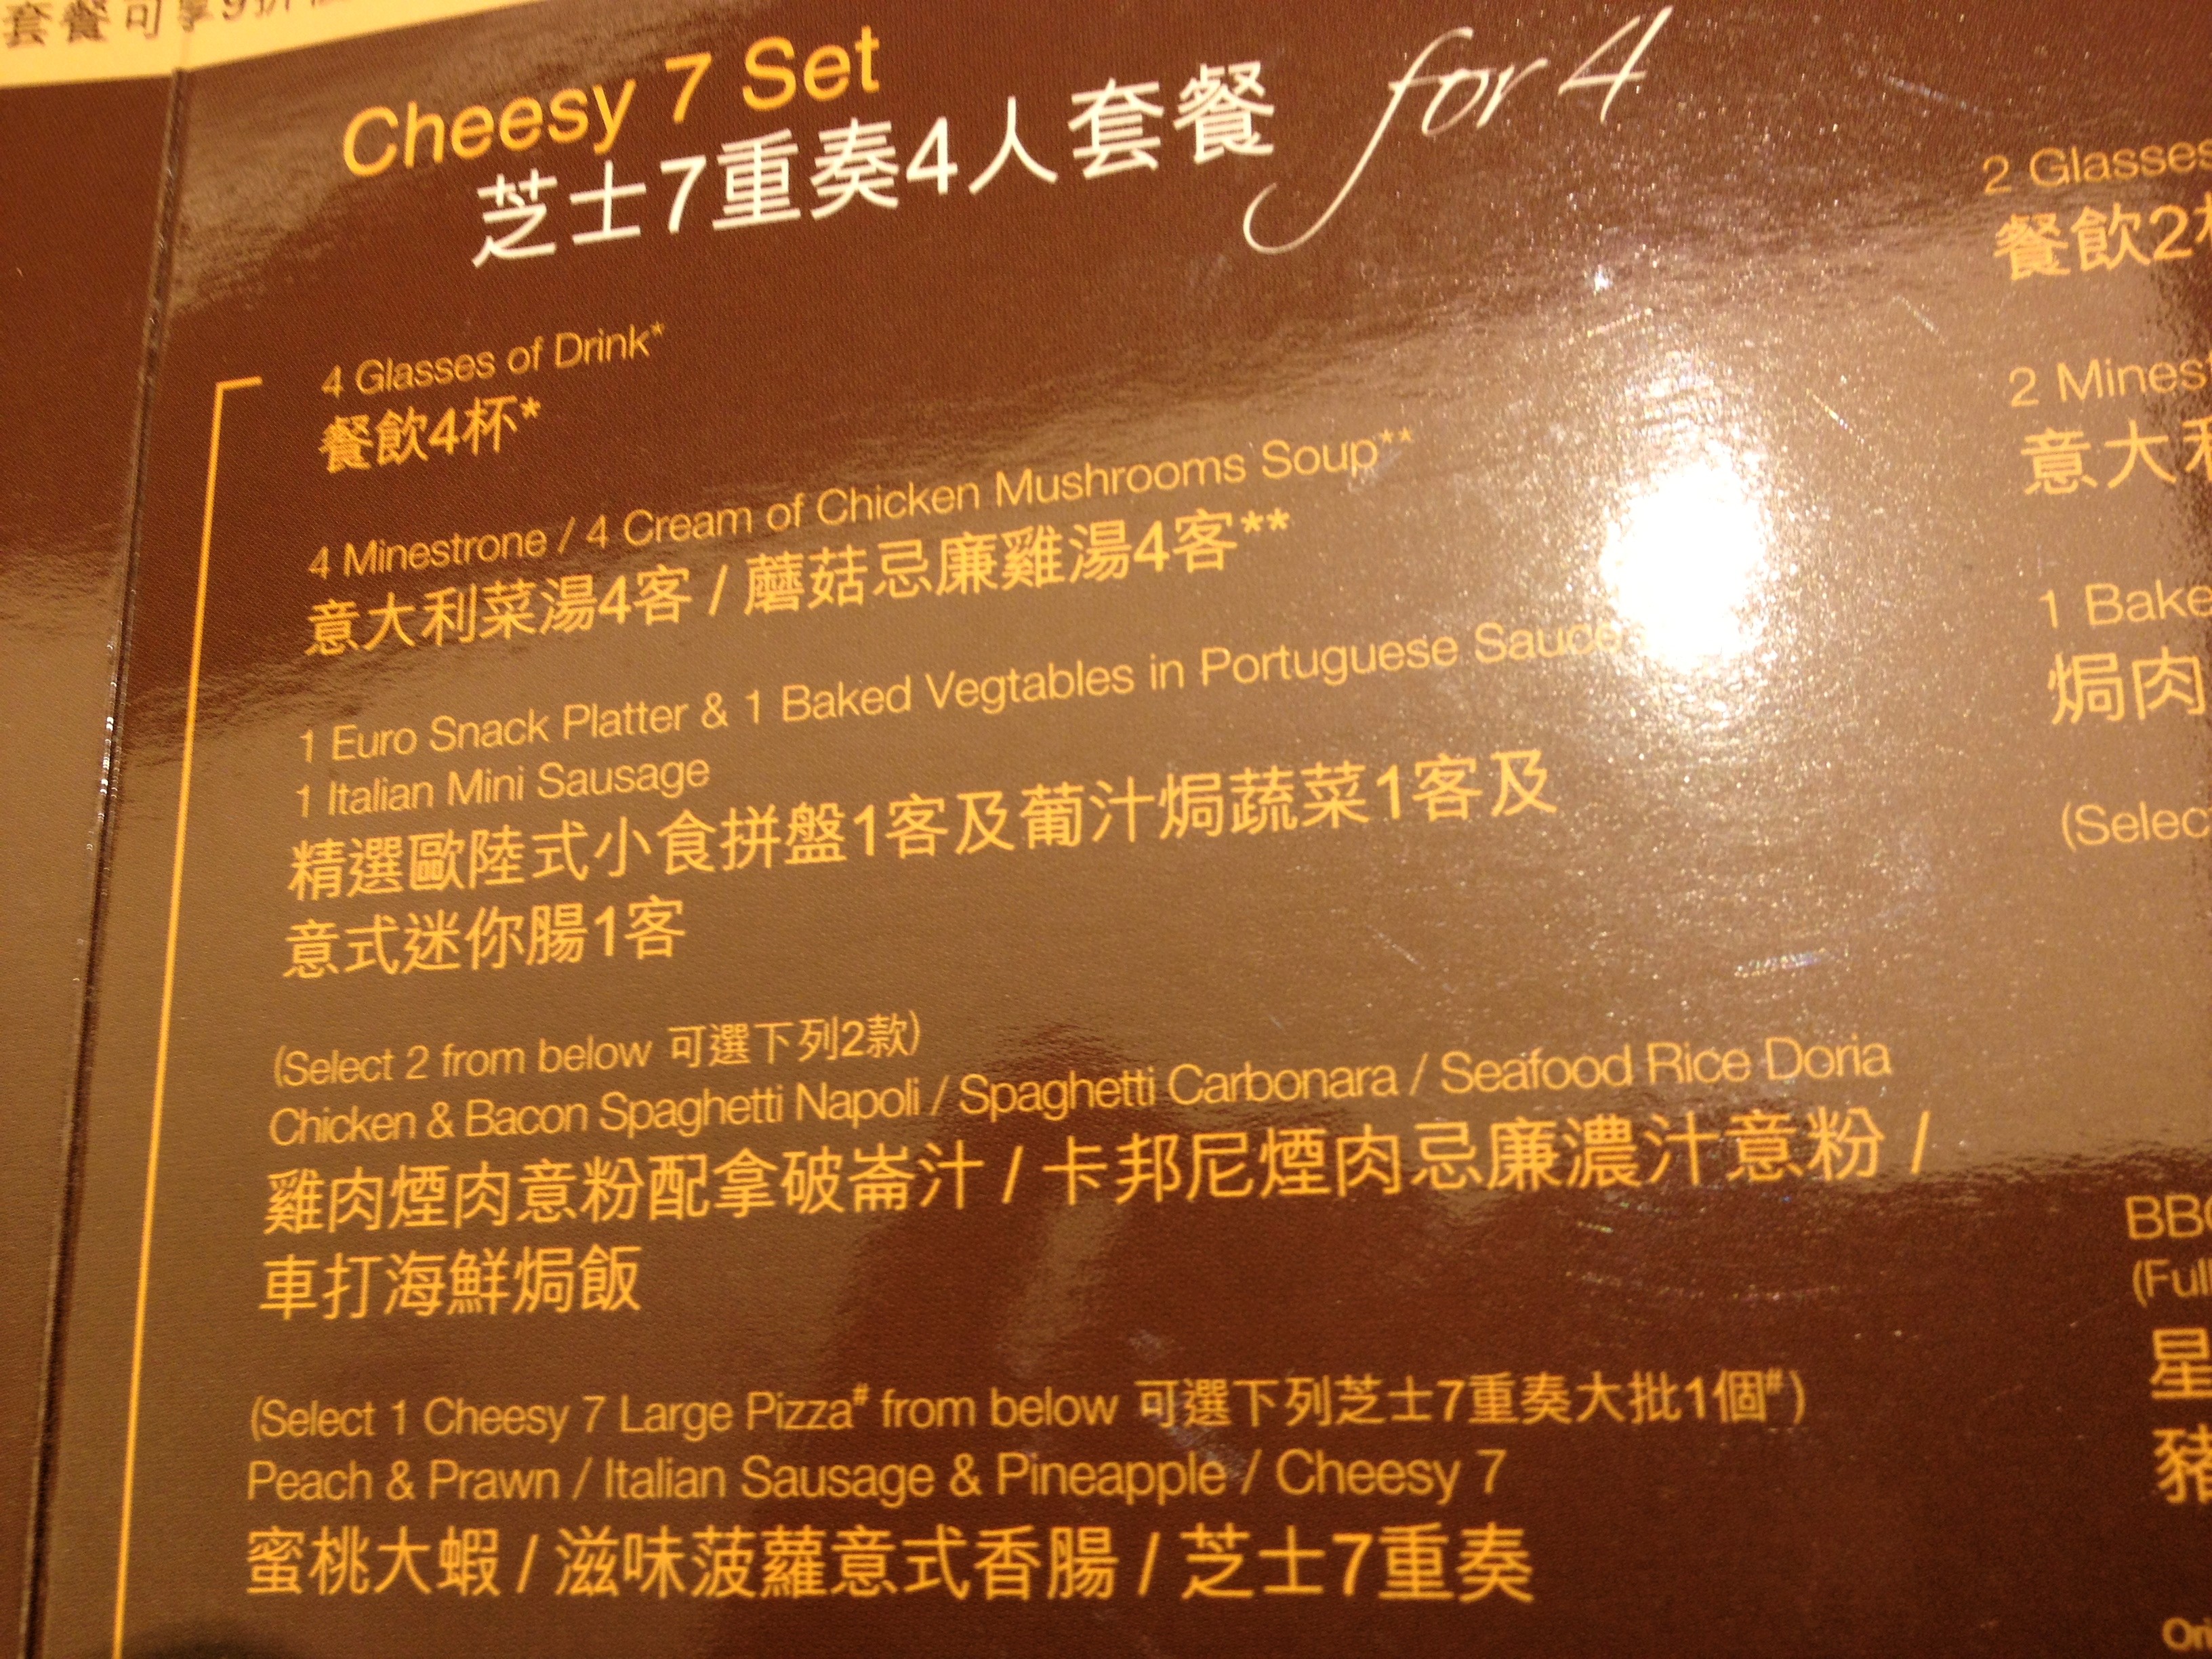 套餐可享9折
Cheesy 7 Set
芝士7重奏4人套餐 for 4
4 Glasses of Drink*
餐飲4杯*
4 Minestrone / 4 Cream of Chicken Mushrooms Soup**
意大利菜湯4客 / 蘑菇忌廉雞湯4客**
1 Euro Snack Platter & 1 Baked Vegtables in Portuguese Sauce
1 Italian Mini Sausage
精選歐陸式小食拼盤1客及葡汁焗蔬菜1客及
意式迷你腸1客
(Select 2 from below 可選下列2款)
Chicken & Bacon Spaghetti Napoli / Spaghetti Carbonara / Seafood Rice Doria
雞肉煙肉意粉配拿破崙汁 / 卡邦尼煙肉忌廉濃汁意粉 /
車打海鮮焗飯
(Select 1 Cheesy 7 Large Pizza# from below 可選下列芝士7重奏大批1個#)
Peach & Prawn / Italian Sausage & Pineapple / Cheesy 7
蜜桃大蝦 / 滋味菠蘿意式香腸 / 芝士7重奏
2 Glasses
餐飲2
2 Mines
意大
1 Bake
焗肉
(Selec
BB
(Full
星
豬
Ori